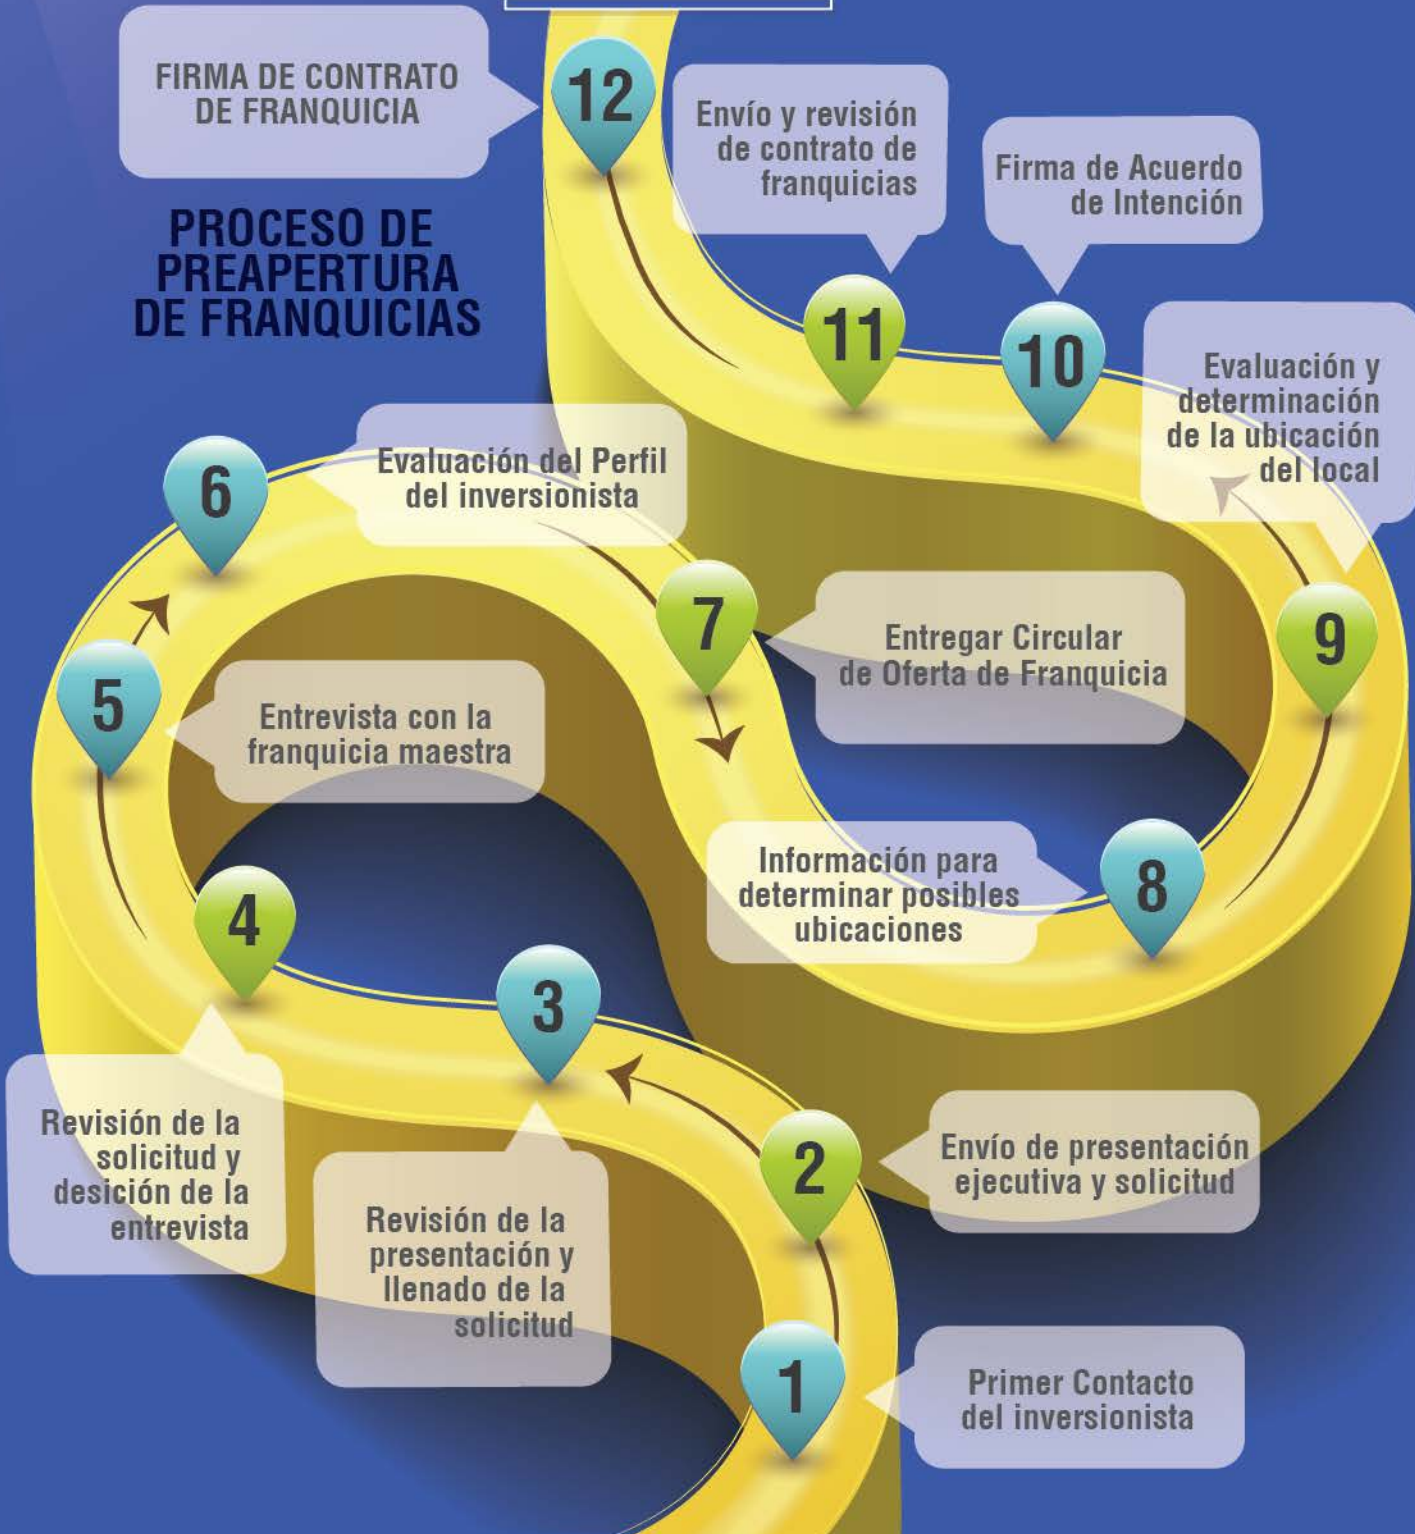 FIRMA DE CONTRATO
DE FRANQUICIA
12
Envío y revisión
de contrato de
franquicias
Firma de Acuerdo
de Intención
PROCESO DE
PREAPERTURA
DE FRANQUICIAS
11
10
Evaluación y
determinación
de la ubicación
del local
6
Evaluación del Perfil
del inversionista
7
Entregar Circular
de Oferta de Franquicia
9
5
Entrevista con la
franquicia maestra
Información para
determinar posibles
ubicaciones
8
4
3
Revisión de la
solicitud y
desición de la
entrevista
Revisión de la
presentación y
llenado de la
solicitud
2
Envío de presentación
ejecutiva y solicitud
1
Primer Contacto
del inversionista